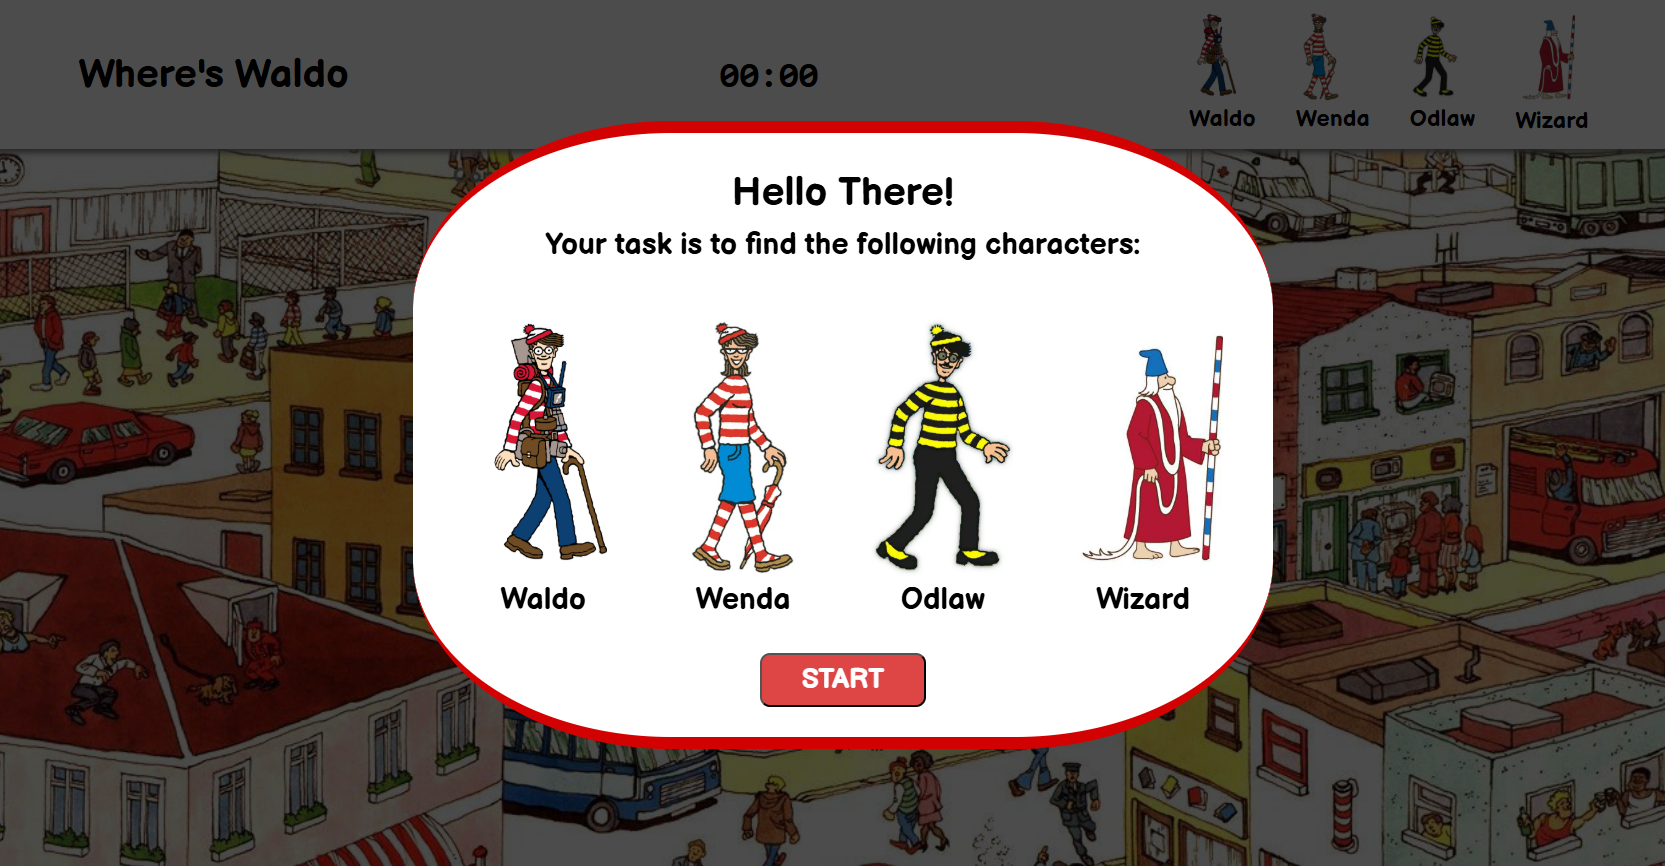 Where's Waldo
00:00
Waldo
Wenda
Odlaw
Wizard
Hello There!
Your task is to find the following characters:
Waldo
Wenda
Odlaw
Wizard
START